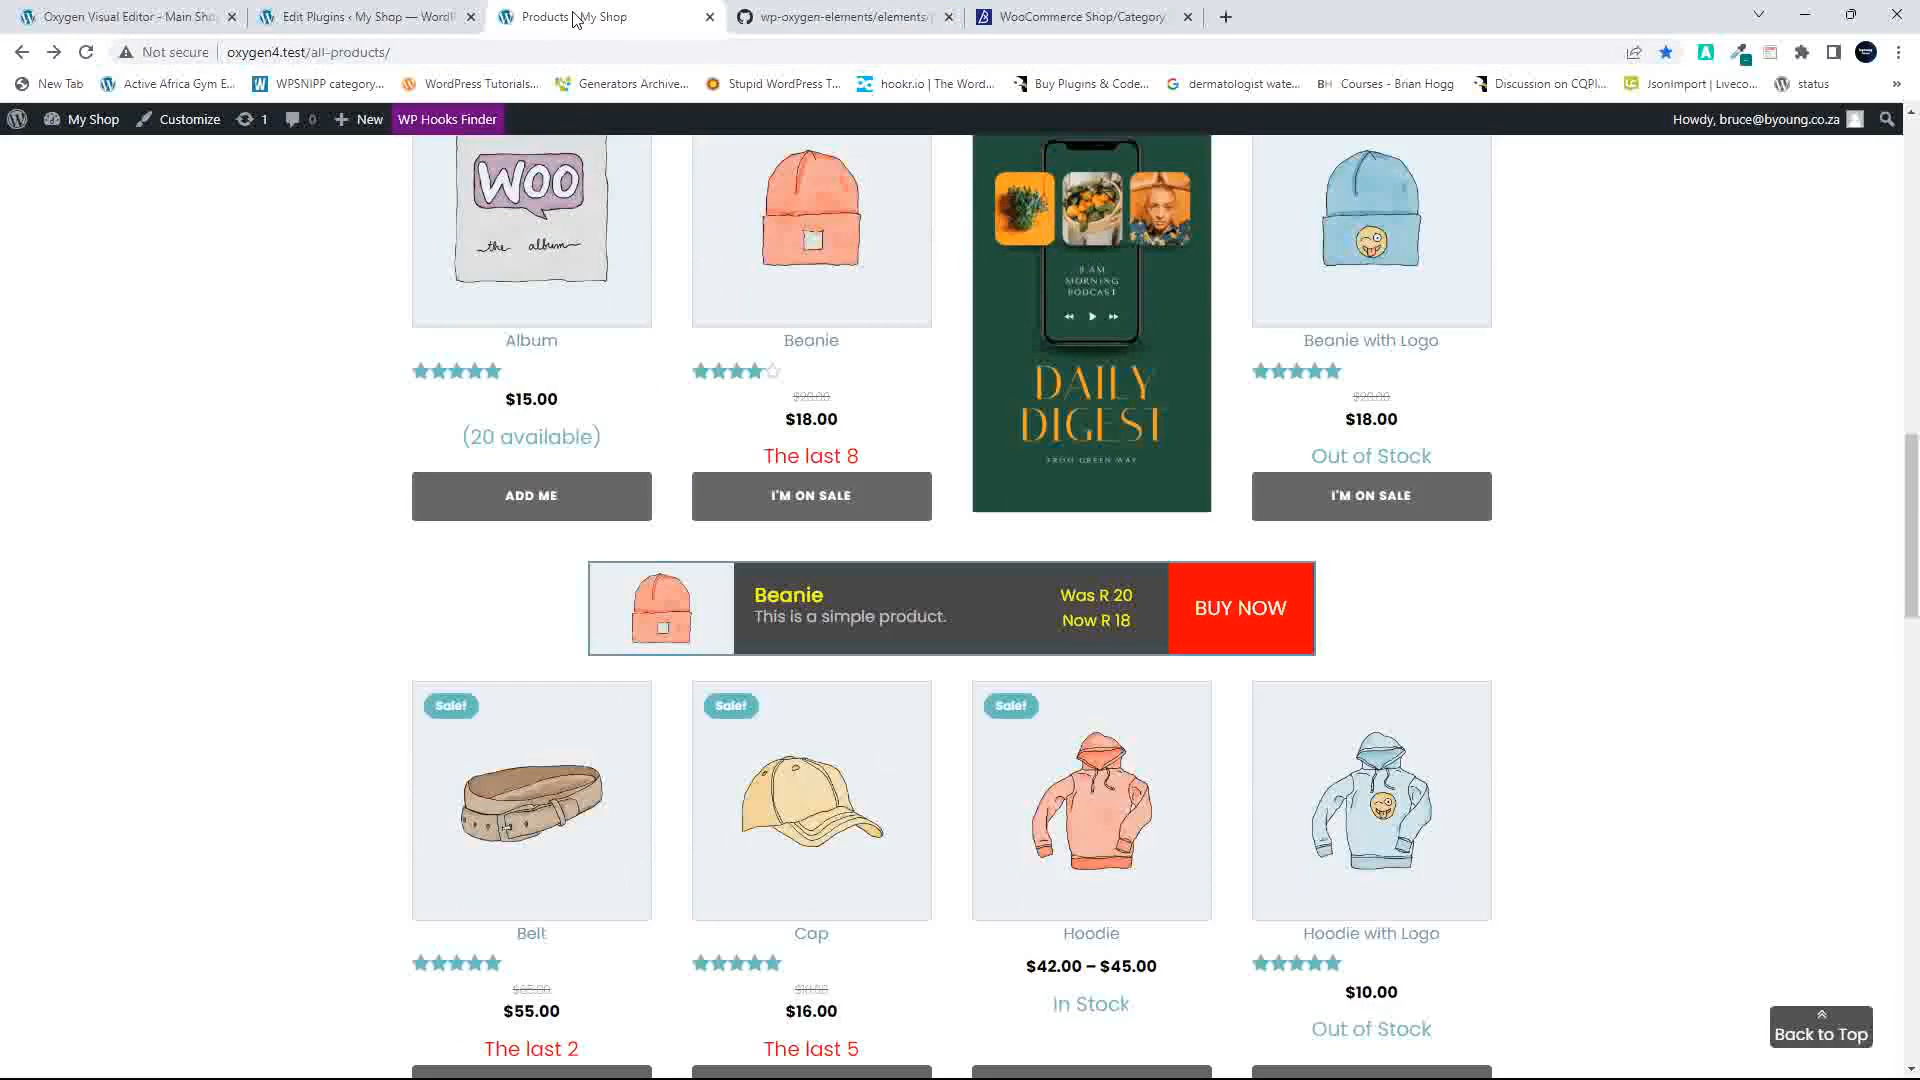 Oxygen Visual Editor - Main Sho
Edit Plugins ‹ My Shop — WordP
Products – My Shop
wp-oxygen-elements/elements/
WooCommerce Shop/Category
Not secure
oxygen4.test/all-products/
New Tab
Active Africa Gym E...
WPSNIPP category...
WordPress Tutorials...
Generators Archive...
Stupid WordPress T...
hookr.io | The Word...
Buy Plugins & Code...
dermatologist wate...
BH Courses - Brian Hogg
Discussion on CQPI...
JsonImport | Liveco...
status
My Shop
Customize
1
0
New
WP Hooks Finder
Howdy, bruce@byoung.co.za
WOO
the album
8 AM
MORNING
PODCAST
DAILY
DIGEST
FROM GREEN WAY
Album
Beanie
Beanie with Logo
$15.00
$20.00
$18.00
$20.00
$18.00
(20 available)
The last 8
Out of Stock
ADD ME
I'M ON SALE
I'M ON SALE
Beanie
This is a simple product.
Was R 20
Now R 18
BUY NOW
Sale!
Sale!
Sale!
Belt
Cap
Hoodie
Hoodie with Logo
$55.00
$16.00
$42.00 – $45.00
$10.00
The last 2
The last 5
In Stock
Out of Stock
Back to Top